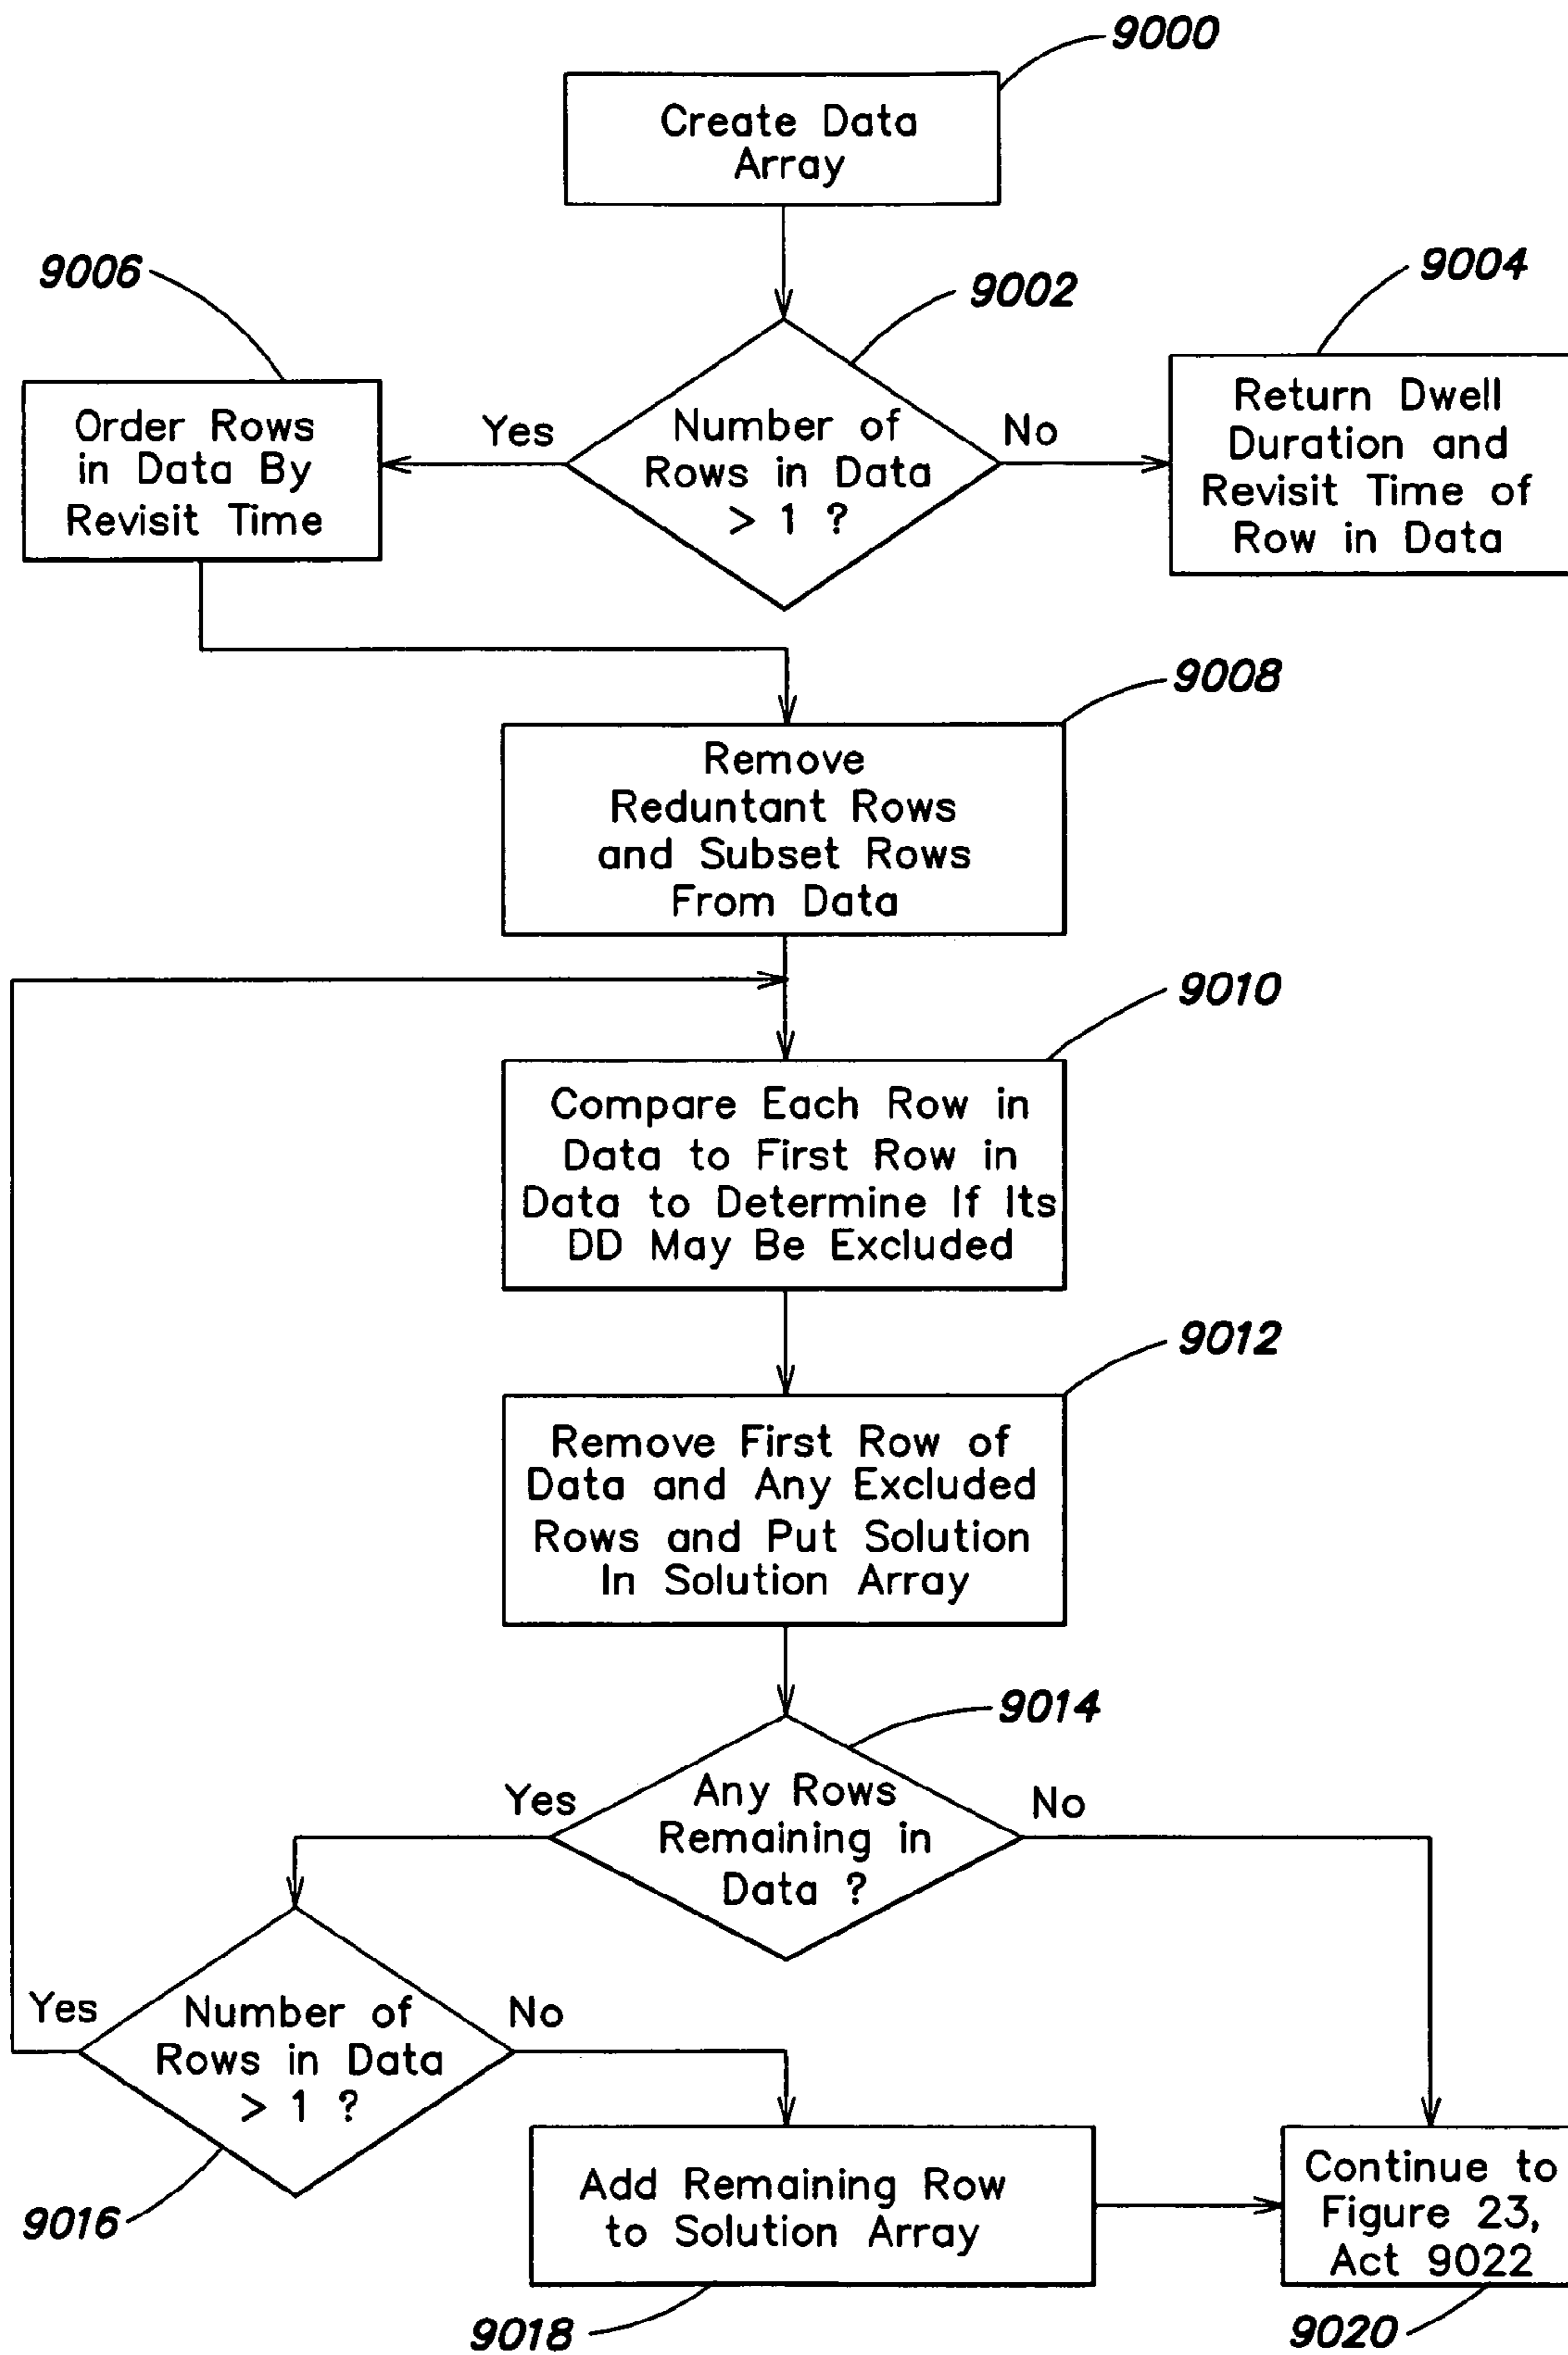 9000
Create Data
Array
9006
9002
9004
Order Rows
in Data By
Revisit Time
Yes
Number of
Rows in Data
> 1 ?
No
Return Dwell
Duration and
Revisit Time of
Row in Data
9008
Remove
Reduntant Rows
and Subset Rows
From Data
9010
Compare Each Row in
Data to First Row in
Data to Determine If Its
DD May Be Excluded
9012
Remove First Row of
Data and Any Excluded
Rows and Put Solution
In Solution Array
9014
Yes
Any Rows
Remaining in
Data ?
No
Yes
Number of
Rows in Data
> 1 ?
No
9016
Add Remaining Row
to Solution Array
9018
Continue to
Figure 23,
Act 9022
9020